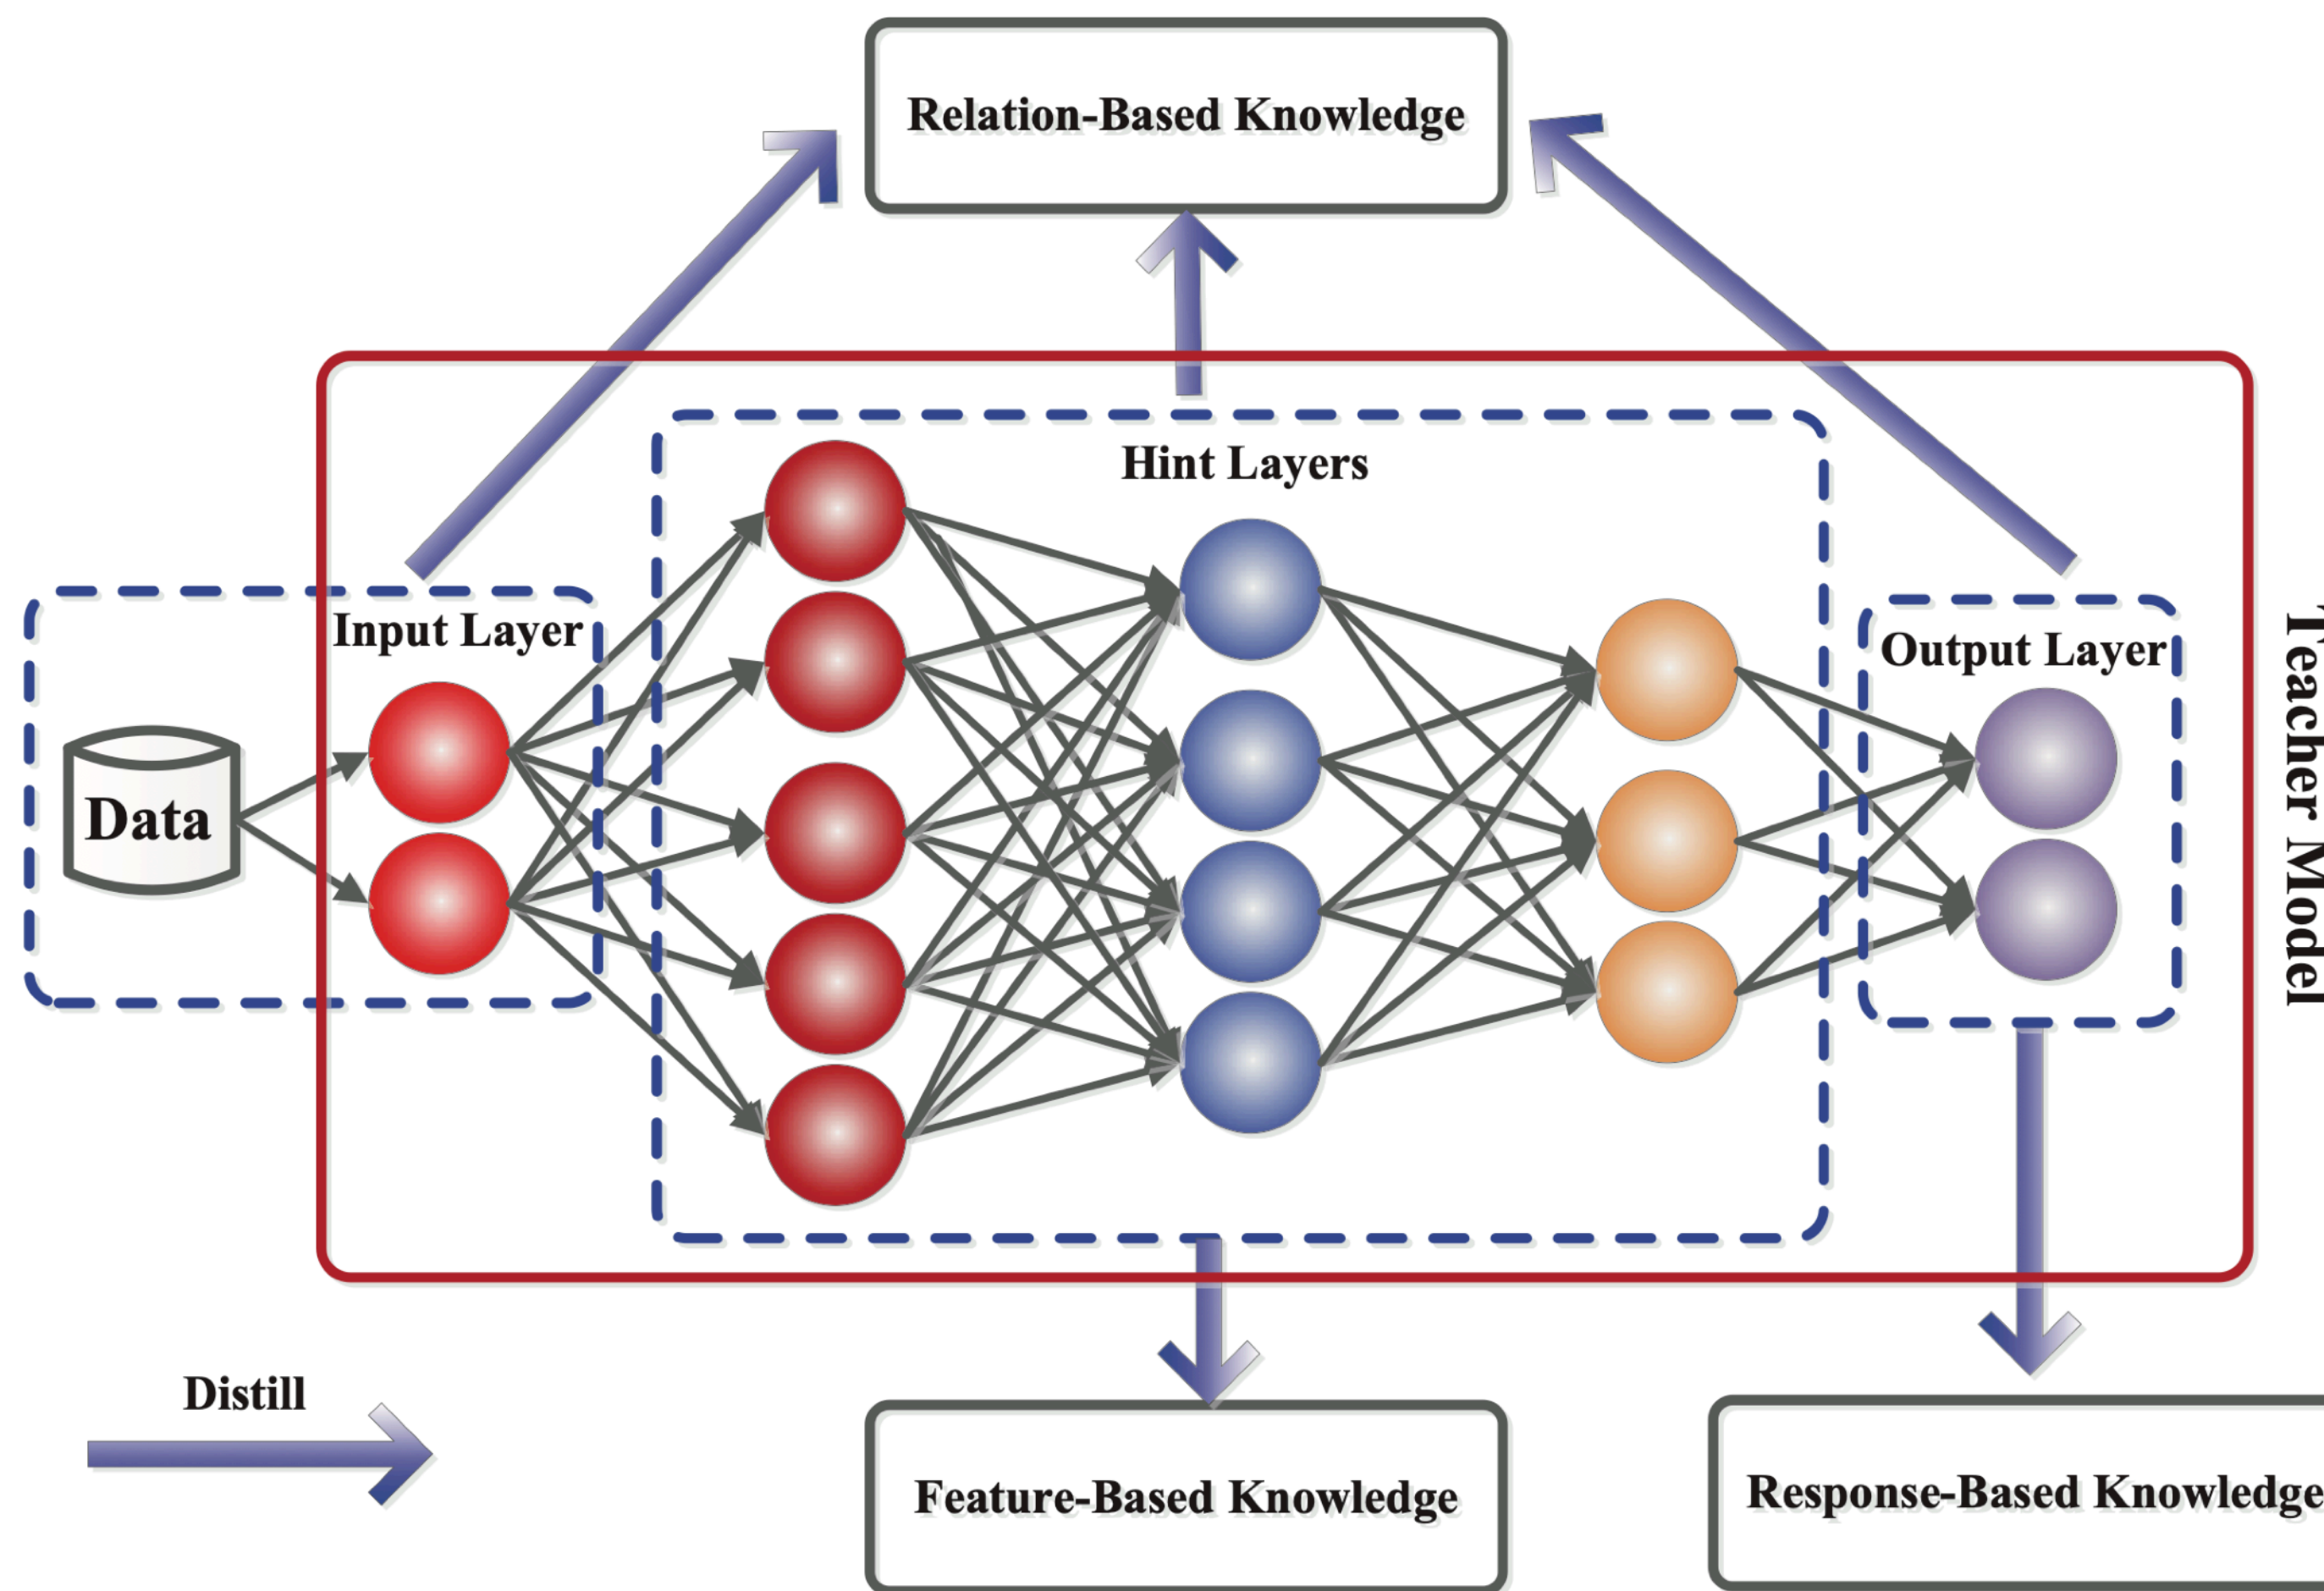 Relation-Based Knowledge
Hint Layers
Input Layer
Output Layer
Data
Teacher Model
Distill
Feature-Based Knowledge
Response-Based Knowledge